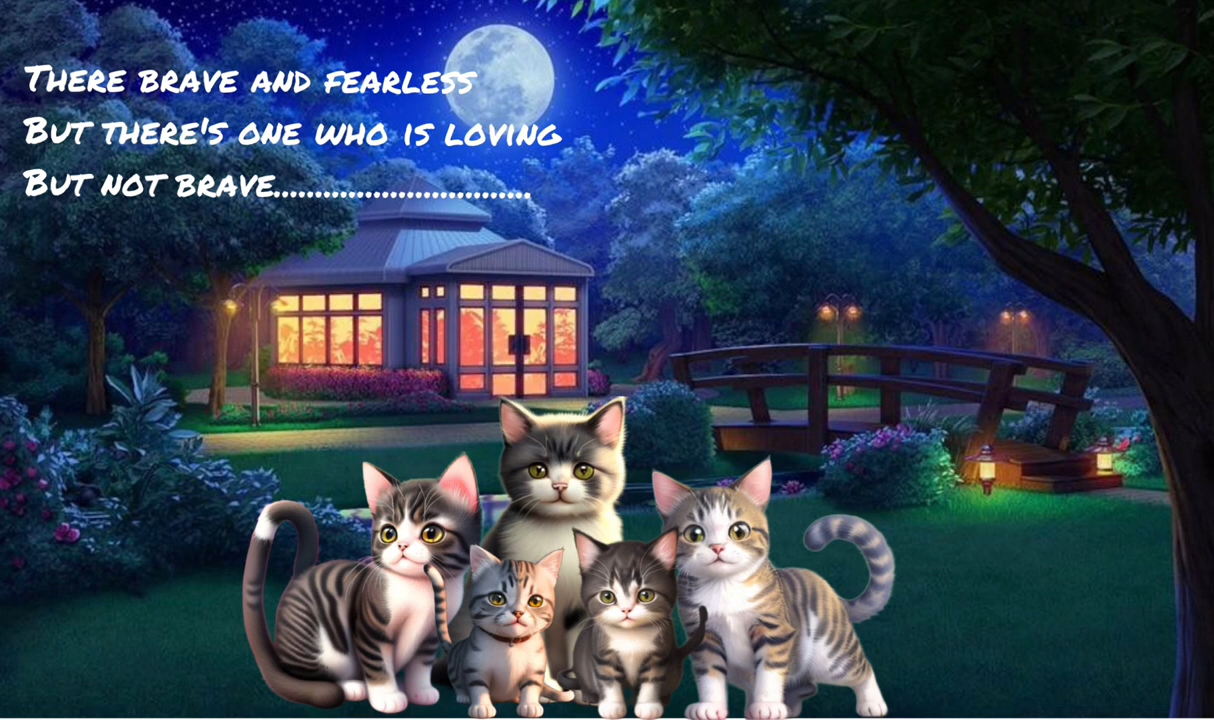 There brave and fearless
But there's one who is loving
But not brave................................